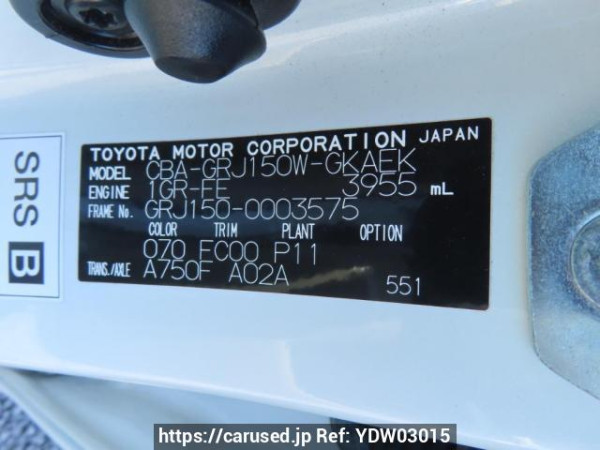 TOYOTA MOTOR CORPORATION JAPAN
MODEL CBA-GRJ150W-GKAEK
ENGINE 1GR-FE 3955 mL
FRAME No. GRJ150-0003575
COLOR TRIM PLANT OPTION
070 FC00 P11
TRANS./AXLE A750F A02A
551
SRS B
https://carused.jp Ref: YDW03015